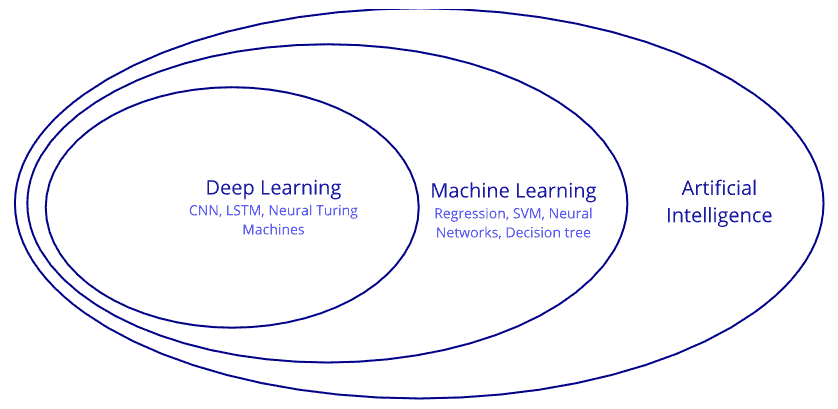 Deep Learning
CNN, LSTM, Neural Turing
Machines
Machine Learning
Regression, SVM, Neural
Networks, Decision tree
Artificial
Intelligence